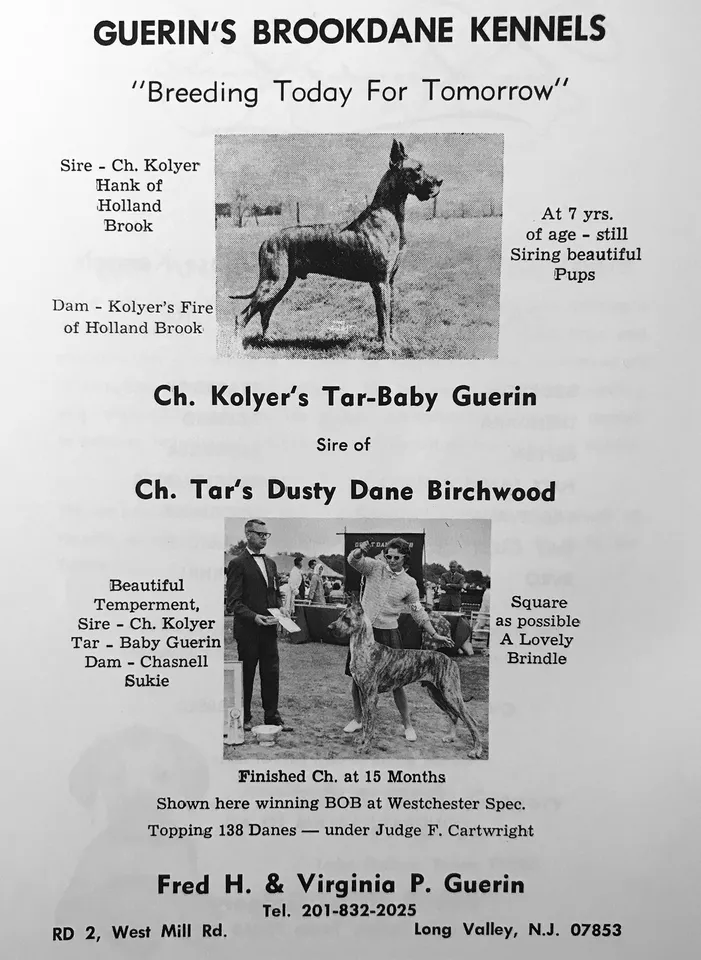 GUERIN'S BROOKDANE KENNELS
"Breeding Today For Tomorrow"
Sire - Ch. Kolyer
Hank of
Holland
Brook
Dam - Kolyer's Fire
of Holland Brook
At 7 yrs.
of age - still
Siring beautiful
Pups
Ch. Kolyer's Tar-Baby Guerin
Sire of
Ch. Tar's Dusty Dane Birchwood
Beautiful
Temperment,
Sire - Ch. Kolyer
Tar - Baby Guerin
Dam - Chasnell
Sukie
Square
as possible
A Lovely
Brindle
Finished Ch. at 15 Months
Shown here winning BOB at Westchester Spec.
Topping 138 Danes — under Judge F. Cartwright
Fred H. & Virginia P. Guerin
Tel. 201-832-2025
RD 2, West Mill Rd.
Long Valley, N.J. 07853